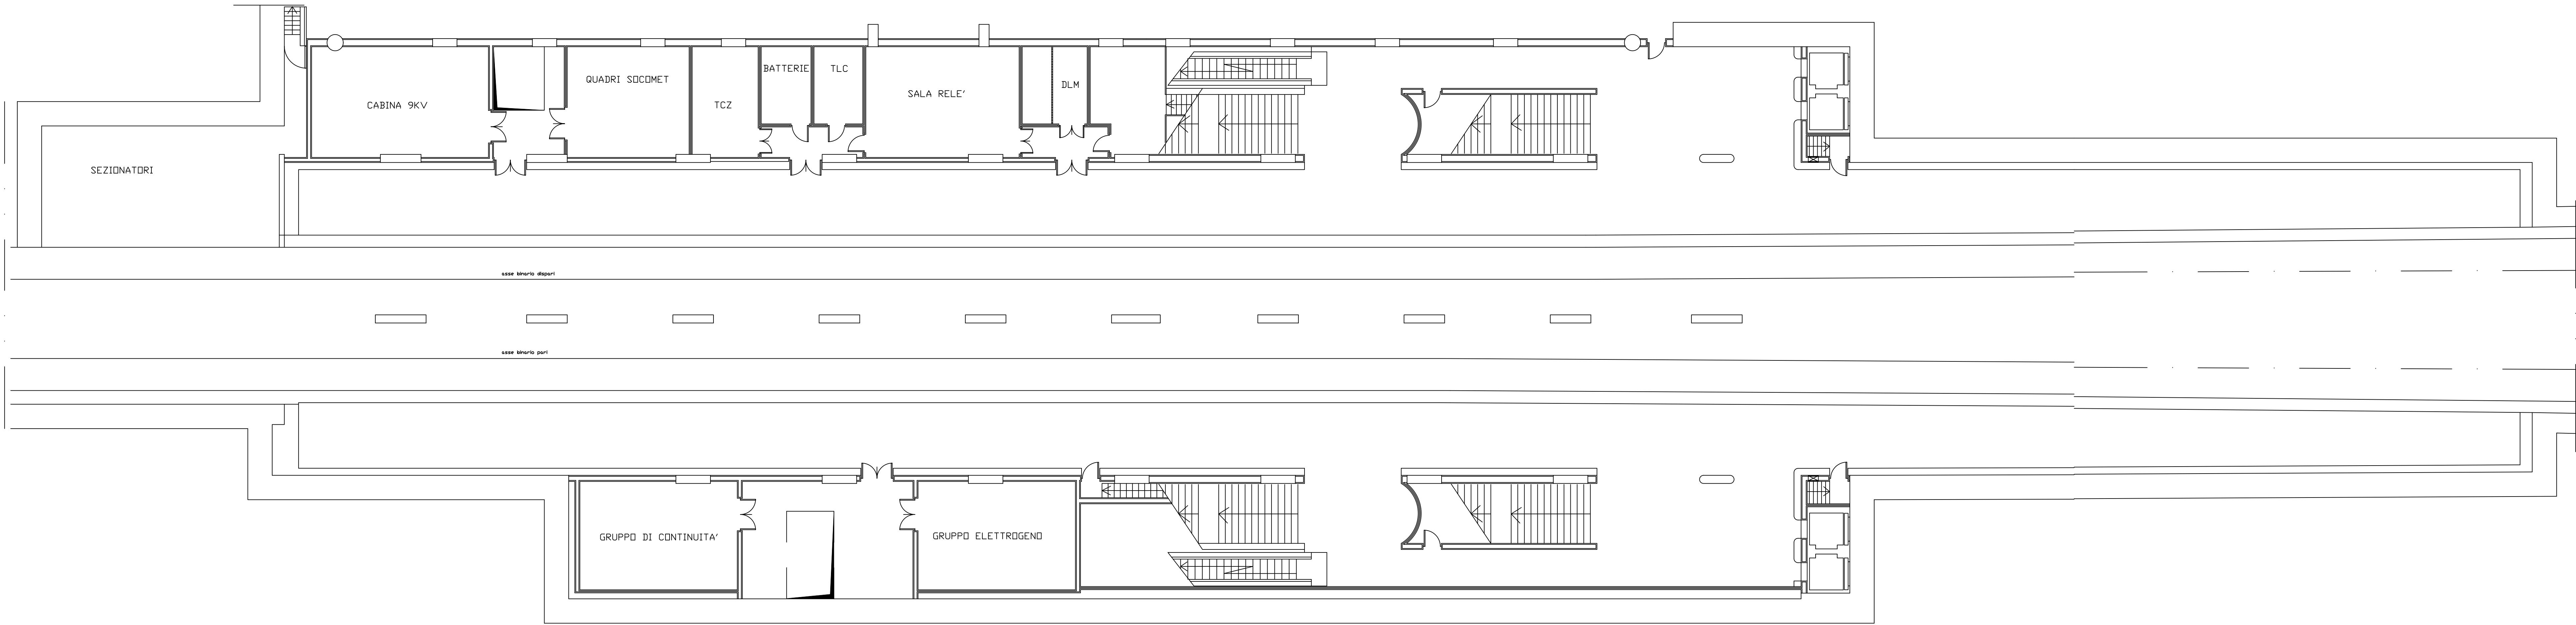 BATTERIE
TLC
QUADRI SOCOMET
DLM
SALA RELE'
CABINA 9KV
TCZ
SEZIONATORI
asse binario dispari
asse binario pari
GRUPPO DI CONTINUITA'
GRUPPO ELETTROGENO